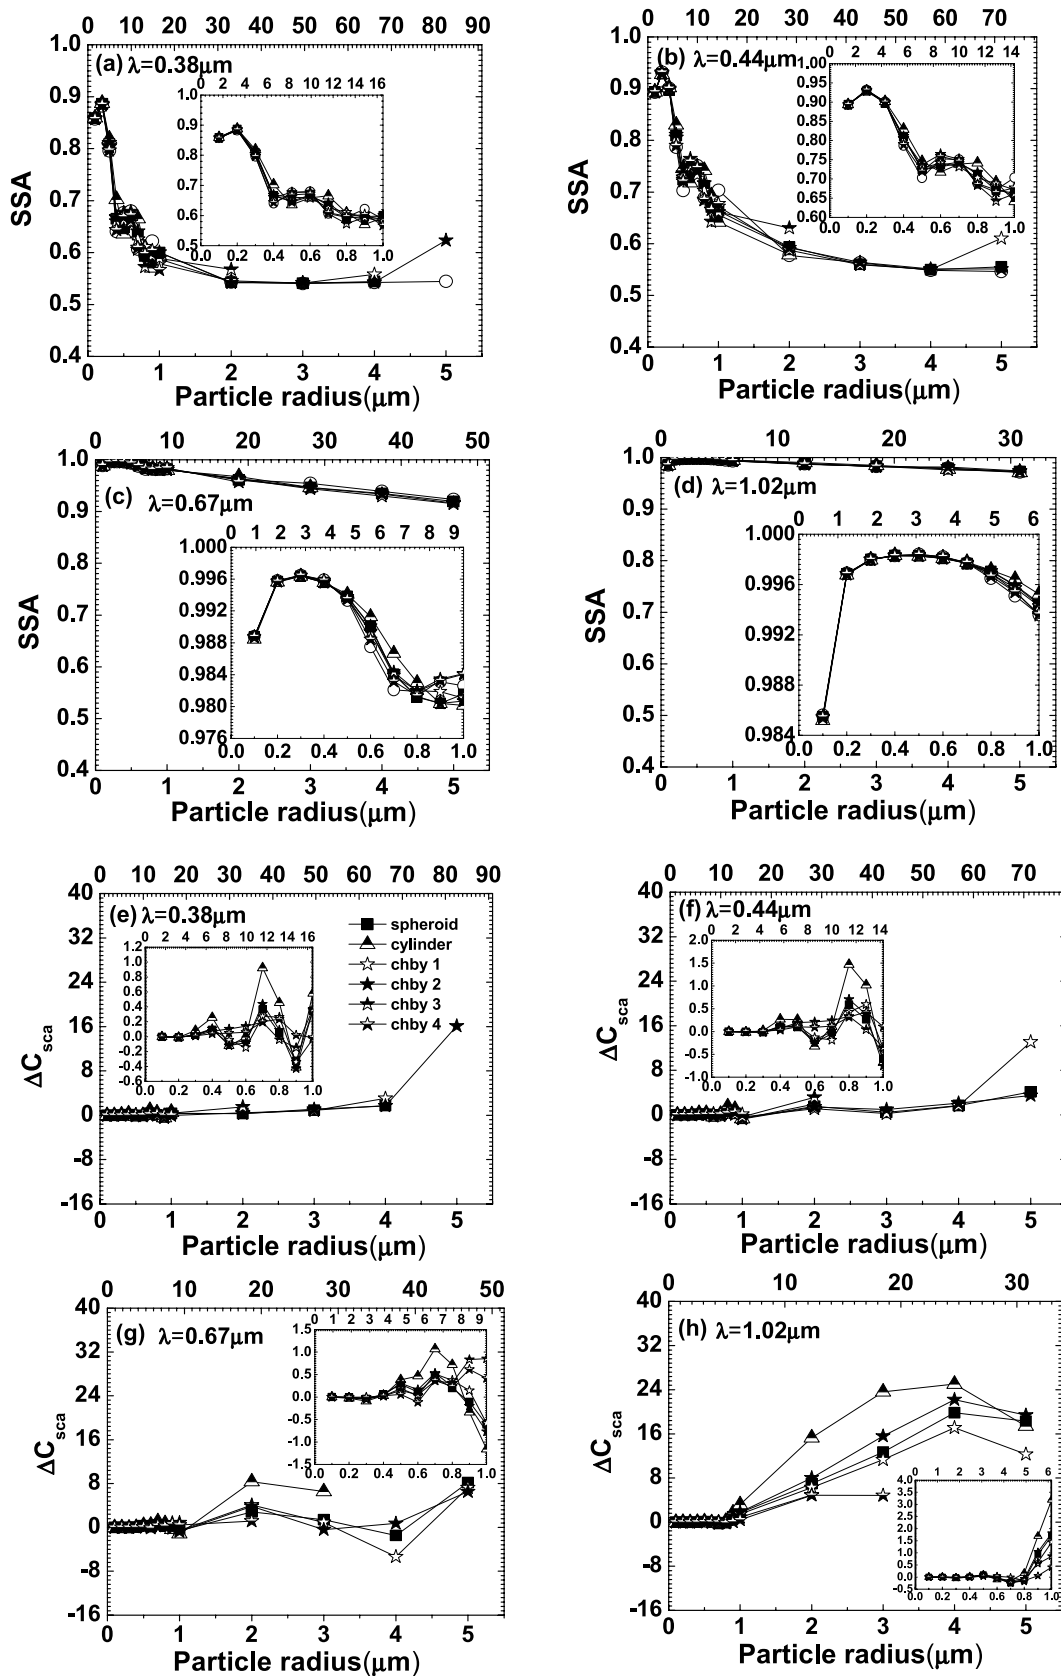 0 10 20 30 40 50 60 70 80 90
1.0
(a) λ=0.38μm
0 2 4 6 8 10 12 14 16
1.0
0.9
0.8
0.7
0.6
0.5
0.0 0.2 0.4 0.6 0.8 1.0
0.9
0.8
0.7
0.6
0.5
0.4
SSA
0 1 2 3 4 5
Particle radius(μm)
0 10 20 30 40 50 60 70
1.0
(b) λ=0.44μm
0 2 4 6 8 10 12 14
1.00
0.95
0.90
0.85
0.80
0.75
0.70
0.65
0.60
0.0 0.2 0.4 0.6 0.8 1.0
0.9
0.8
0.7
0.6
0.5
0.4
SSA
0 1 2 3 4 5
Particle radius(μm)
0 10 20 30 40 50
1.0
(c) λ=0.67μm
0 1 2 3 4 5 6 7 8 9
1.000
0.996
0.992
0.988
0.984
0.980
0.976
0.0 0.2 0.4 0.6 0.8 1.0
0.9
0.8
0.7
0.6
0.5
0.4
SSA
0 1 2 3 4 5
Particle radius(μm)
0 10 20 30
1.0
(d) λ=1.02μm
0 1 2 3 4 5 6
1.000
0.996
0.992
0.988
0.984
0.0 0.2 0.4 0.6 0.8 1.0
0.9
0.8
0.7
0.6
0.5
0.4
SSA
0 1 2 3 4 5
Particle radius(μm)
0 10 20 30 40 50 60 70 80 90
40
(e) λ=0.38μm
spheroid
cylinder
chby 1
chby 2
chby 3
chby 4
0 2 4 6 8 10 12 14 16
1.2
1.0
0.8
0.6
0.4
0.2
0.0
-0.2
-0.4
-0.6
0.0 0.2 0.4 0.6 0.8 1.0
32
24
16
8
0
-8
-16
ΔCsca
0 1 2 3 4 5
Particle radius(μm)
0 10 20 30 40 50 60 70
40
(f) λ=0.44μm
0 2 4 6 8 10 12 14
2.0
1.5
1.0
0.5
0.0
-0.5
-1.0
0.0 0.2 0.4 0.6 0.8 1.0
32
24
16
8
0
-8
-16
ΔCsca
0 1 2 3 4 5
Particle radius(μm)
0 10 20 30 40 50
40
(g) λ=0.67μm
0 1 2 3 4 5 6 7 8 9
1.5
1.0
0.5
0.0
-0.5
-1.0
-1.5
0.0 0.2 0.4 0.6 0.8 1.0
32
24
16
8
0
-8
-16
ΔCsca
0 1 2 3 4 5
Particle radius(μm)
0 10 20 30
40
(h) λ=1.02μm
0 1 2 3 4 5 6
4.0
3.5
3.0
2.5
2.0
1.5
1.0
0.5
0.0
-0.5
0.0 0.2 0.4 0.6 0.8 1.0
32
24
16
8
0
-8
-16
ΔCsca
0 1 2 3 4 5
Particle radius(μm)